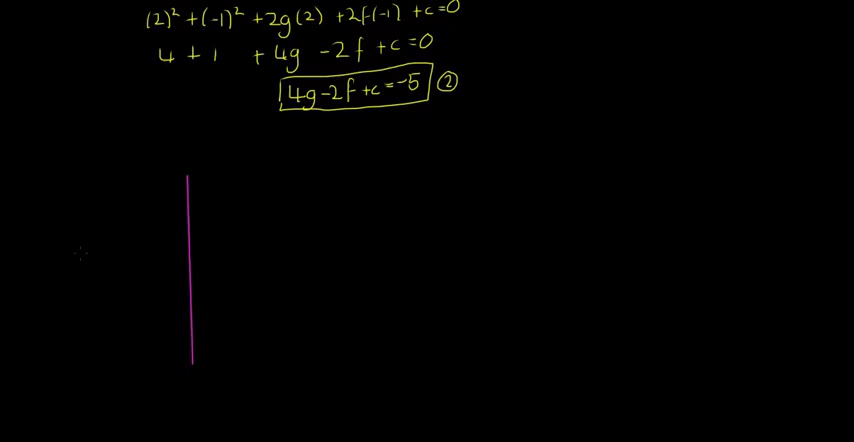 (2)² + (-1)² + 2g(2) + 2f(-1) + c = 0
4 + 1 + 4g - 2f + c = 0
4g - 2f + c = -5 ②